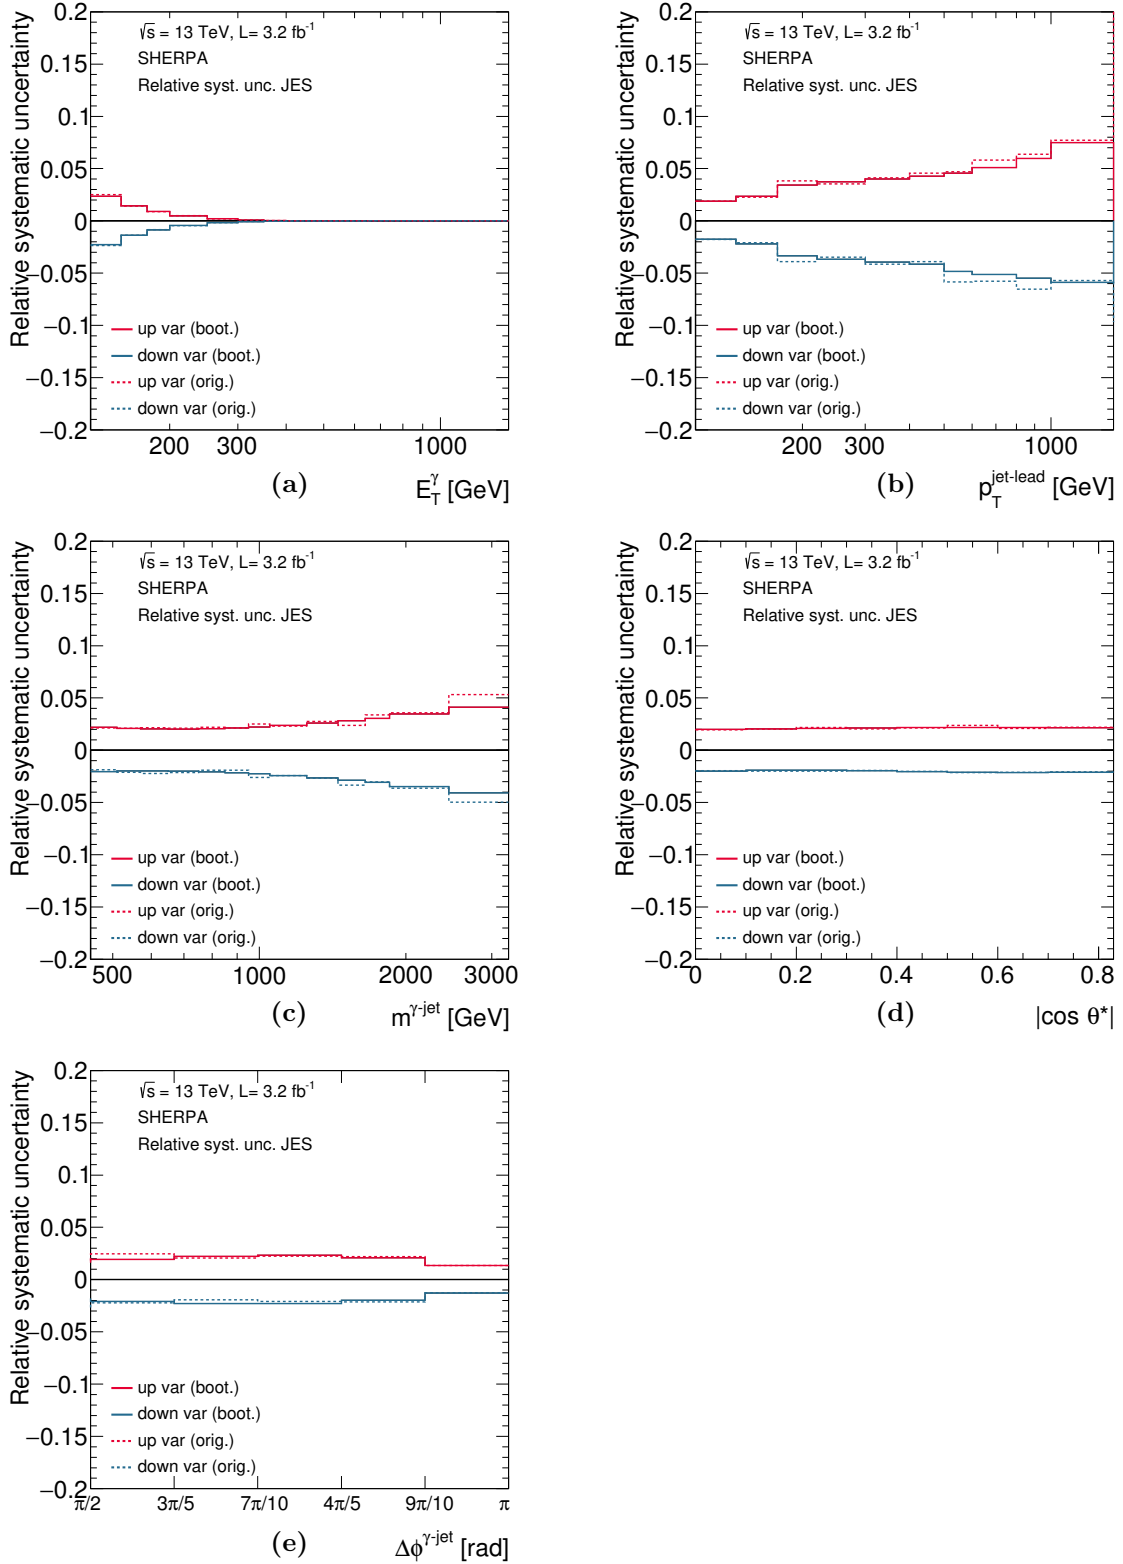 Relative systematic uncertainty
√s = 13 TeV, L= 3.2 fb⁻¹
SHERPA
Relative syst. unc. JES
0.2
0.15
0.1
0.05
0
−0.05
−0.1
−0.15
−0.2
up var (boot.)
down var (boot.)
up var (orig.)
down var (orig.)
200 300 1000
(a) E_T^γ [GeV]
Relative systematic uncertainty
√s = 13 TeV, L= 3.2 fb⁻¹
SHERPA
Relative syst. unc. JES
0.2
0.15
0.1
0.05
0
−0.05
−0.1
−0.15
−0.2
up var (boot.)
down var (boot.)
up var (orig.)
down var (orig.)
200 300 1000
(b) p_T^jet-lead [GeV]
Relative systematic uncertainty
√s = 13 TeV, L= 3.2 fb⁻¹
SHERPA
Relative syst. unc. JES
0.2
0.15
0.1
0.05
0
−0.05
−0.1
−0.15
−0.2
up var (boot.)
down var (boot.)
up var (orig.)
down var (orig.)
500 1000 2000 3000
(c) m^γ-jet [GeV]
Relative systematic uncertainty
√s = 13 TeV, L= 3.2 fb⁻¹
SHERPA
Relative syst. unc. JES
0.2
0.15
0.1
0.05
0
−0.05
−0.1
−0.15
−0.2
up var (boot.)
down var (boot.)
up var (orig.)
down var (orig.)
0 0.2 0.4 0.6 0.8
(d) |cos θ*|
Relative systematic uncertainty
√s = 13 TeV, L= 3.2 fb⁻¹
SHERPA
Relative syst. unc. JES
0.2
0.15
0.1
0.05
0
−0.05
−0.1
−0.15
−0.2
up var (boot.)
down var (boot.)
up var (orig.)
down var (orig.)
π/2 3π/5 7π/10 4π/5 9π/10 π
(e) Δϕ^γ-jet [rad]